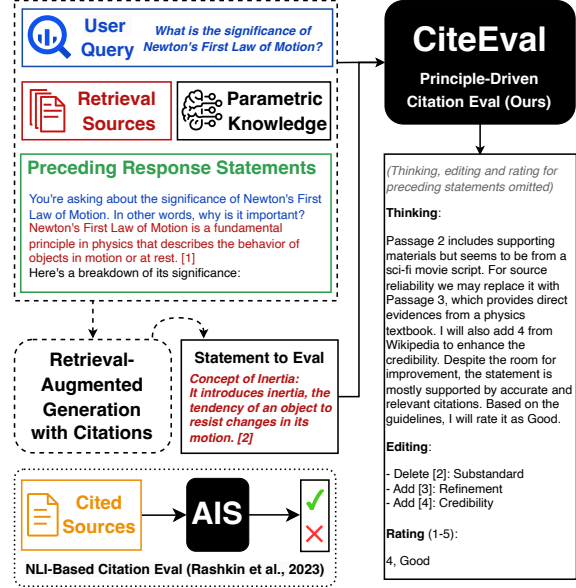 User
Query
What is the significance of
Newton's First Law of Motion?
Retrieval
Sources
Parametric
Knowledge
Preceding Response Statements
You're asking about the significance of Newton's First
Law of Motion. In other words, why is it important?
Newton's First Law of Motion is a fundamental
principle in physics that describes the behavior of
objects in motion or at rest. [1]
Here's a breakdown of its significance:
Retrieval-
Augmented
Generation
with Citations
Statement to Eval
Concept of Inertia:
It introduces inertia, the
tendency of an object to
resist changes in its
motion. [2]
Cited
Sources
AIS
NLI-Based Citation Eval (Rashkin et al., 2023)
CiteEval
Principle-Driven
Citation Eval (Ours)
(Thinking, editing and rating for
preceding statements omitted)
Thinking:
Passage 2 includes supporting
materials but seems to be from a
sci-fi movie script. For source
reliability we may replace it with
Passage 3, which provides direct
evidences from a physics
textbook. I will also add 4 from
Wikipedia to enhance the
credibility. Despite the room for
improvement, the statement is
mostly supported by accurate and
relevant citations. Based on the
guidelines, I will rate it as Good.
Editing:
- Delete [2]: Substandard
- Add [3]: Refinement
- Add [4]: Credibility
Rating (1-5):
4, Good